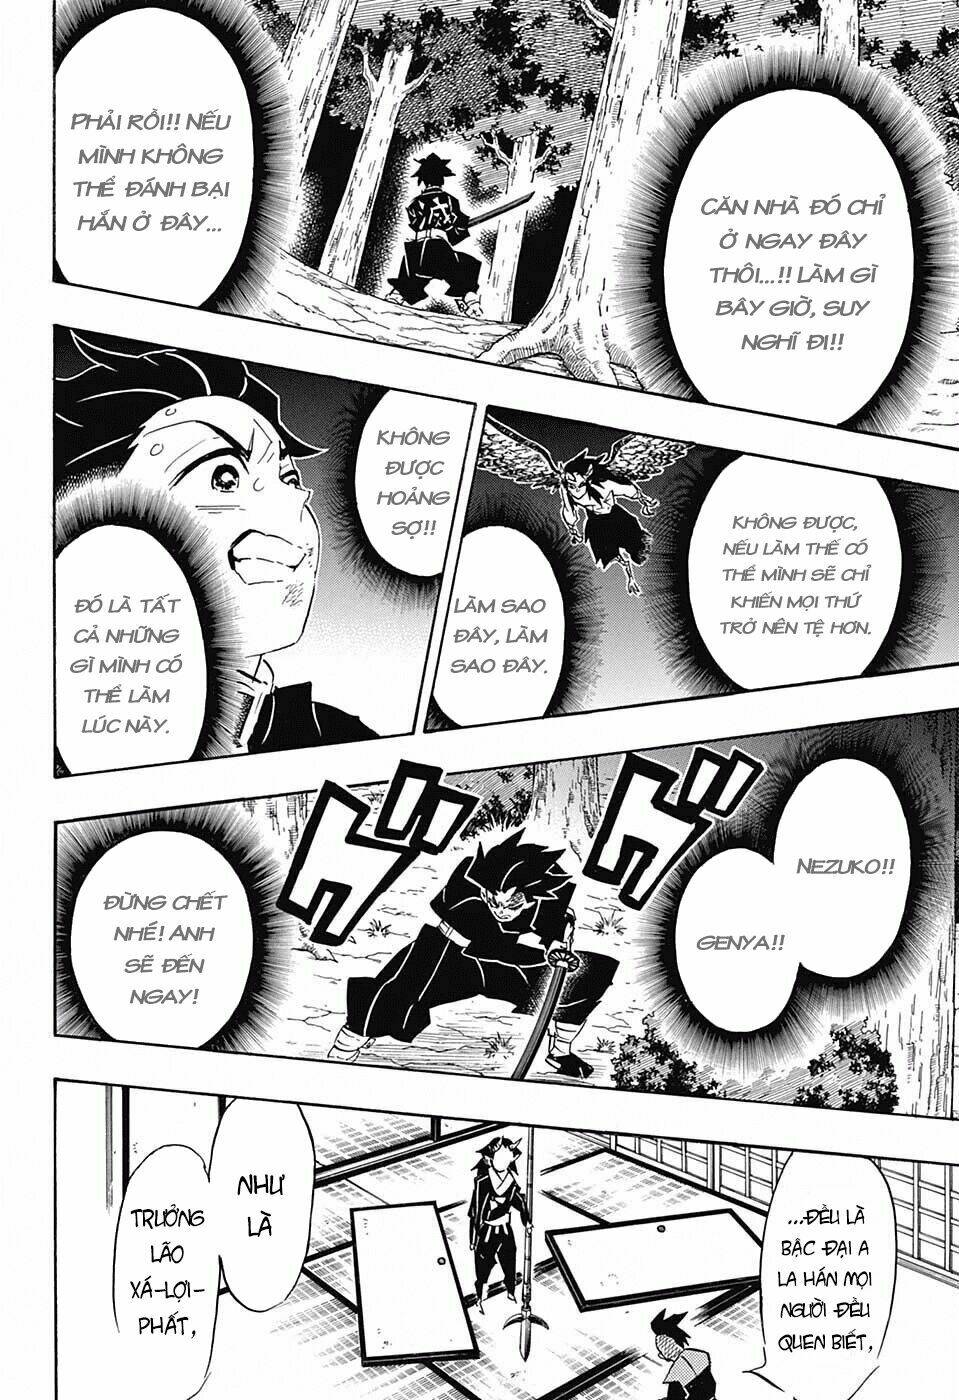 CĂN NHÀ ĐÓ CHỈ
Ở NGAY ĐÂY
THÔI...!! LÀM GÌ
BÂY GIỜ, SUY
NGHĨ ĐI!!
PHẢI RỒI!! NẾU
MÌNH KHÔNG
THỂ ĐÁNH BẠI
HẮN Ở ĐÂY...
KHÔNG ĐƯỢC,
NẾU LÀM THẾ CÓ
THỂ MÌNH SẼ CHỈ
KHIẾN MỌI THỨ
TRỞ NÊN TỆ HƠN.
LÀM SAO
ĐÂY, LÀM
SAO ĐÂY.
KHÔNG
ĐƯỢC
HOẢNG
SỢ!!
ĐÓ LÀ TẤT
CẢ NHỮNG
GÌ MÌNH CÓ
THỂ LÀM
LÚC NÀY.
NEZUKO!!
GENYA!!
ドグ
ドグ
ĐỪNG CHẾT
NHÉ! ANH
SẼ ĐẾN
NGAY!
...ĐỀU LÀ
BẬC ĐẠI A
LA HÁN MỌI
NGƯỜI ĐỀU
QUEN BIẾT,
NHƯ
LÀ
TRƯỞNG
LÃO
XÁ-LỢI-
PHẤT,